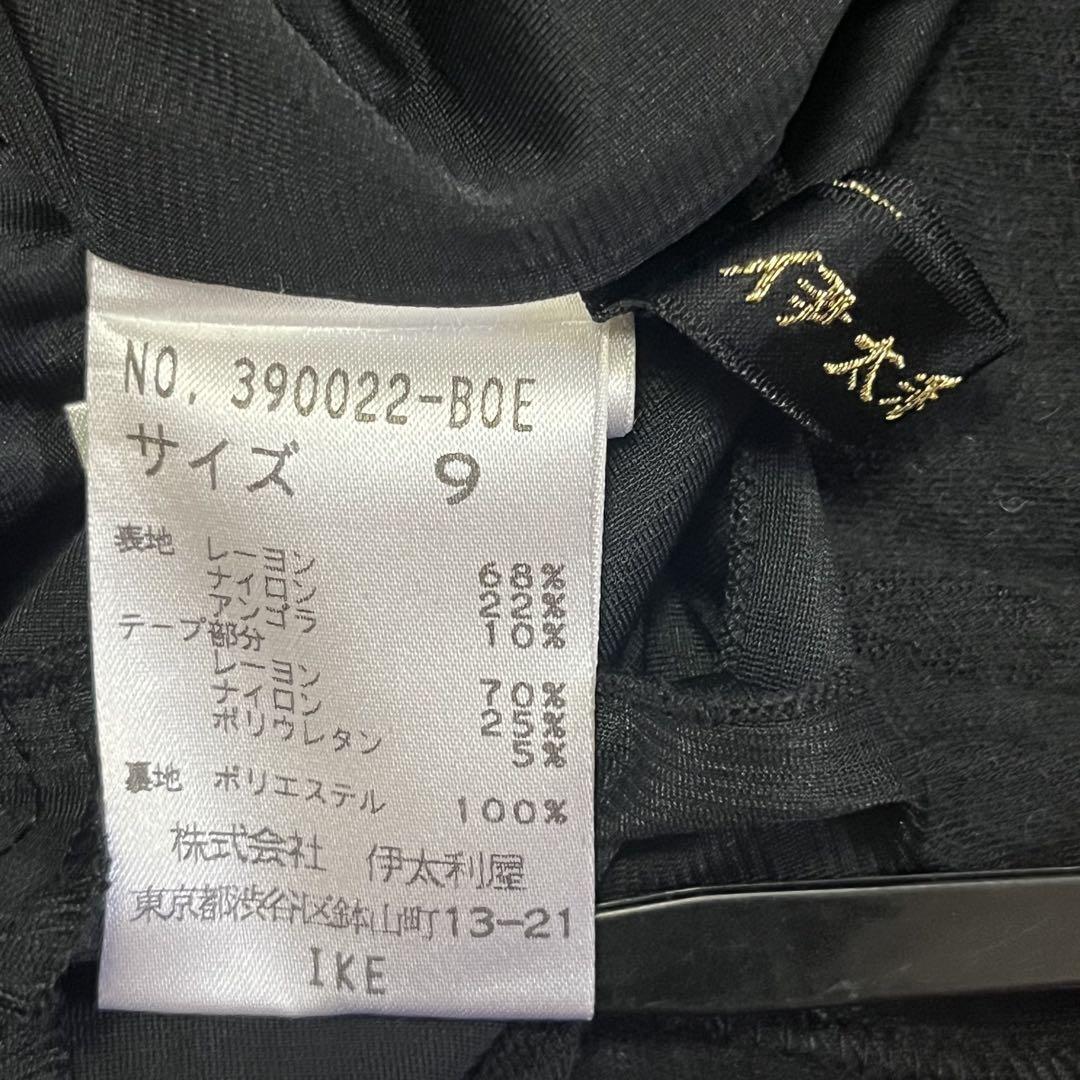 NO. 390022-B0E
サイズ 9
表地 レーヨン 68%
ナイロン 22%
アンゴラ 10%
テープ部分
レーヨン 70%
ナイロン 25%
ポリウレタン 5%
裏地 ポリエステル 100%
株式会社 伊太利屋
東京都渋谷区鉢山町13-21
IKE
伊太